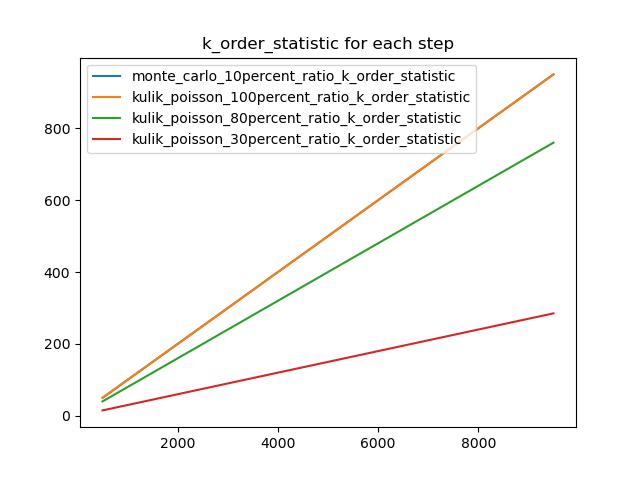 k_order_statistic for each step
monte_carlo_10percent_ratio_k_order_statistic
kulik_poisson_100percent_ratio_k_order_statistic
kulik_poisson_80percent_ratio_k_order_statistic
kulik_poisson_30percent_ratio_k_order_statistic
800
600
400
200
0
2000 4000 6000 8000